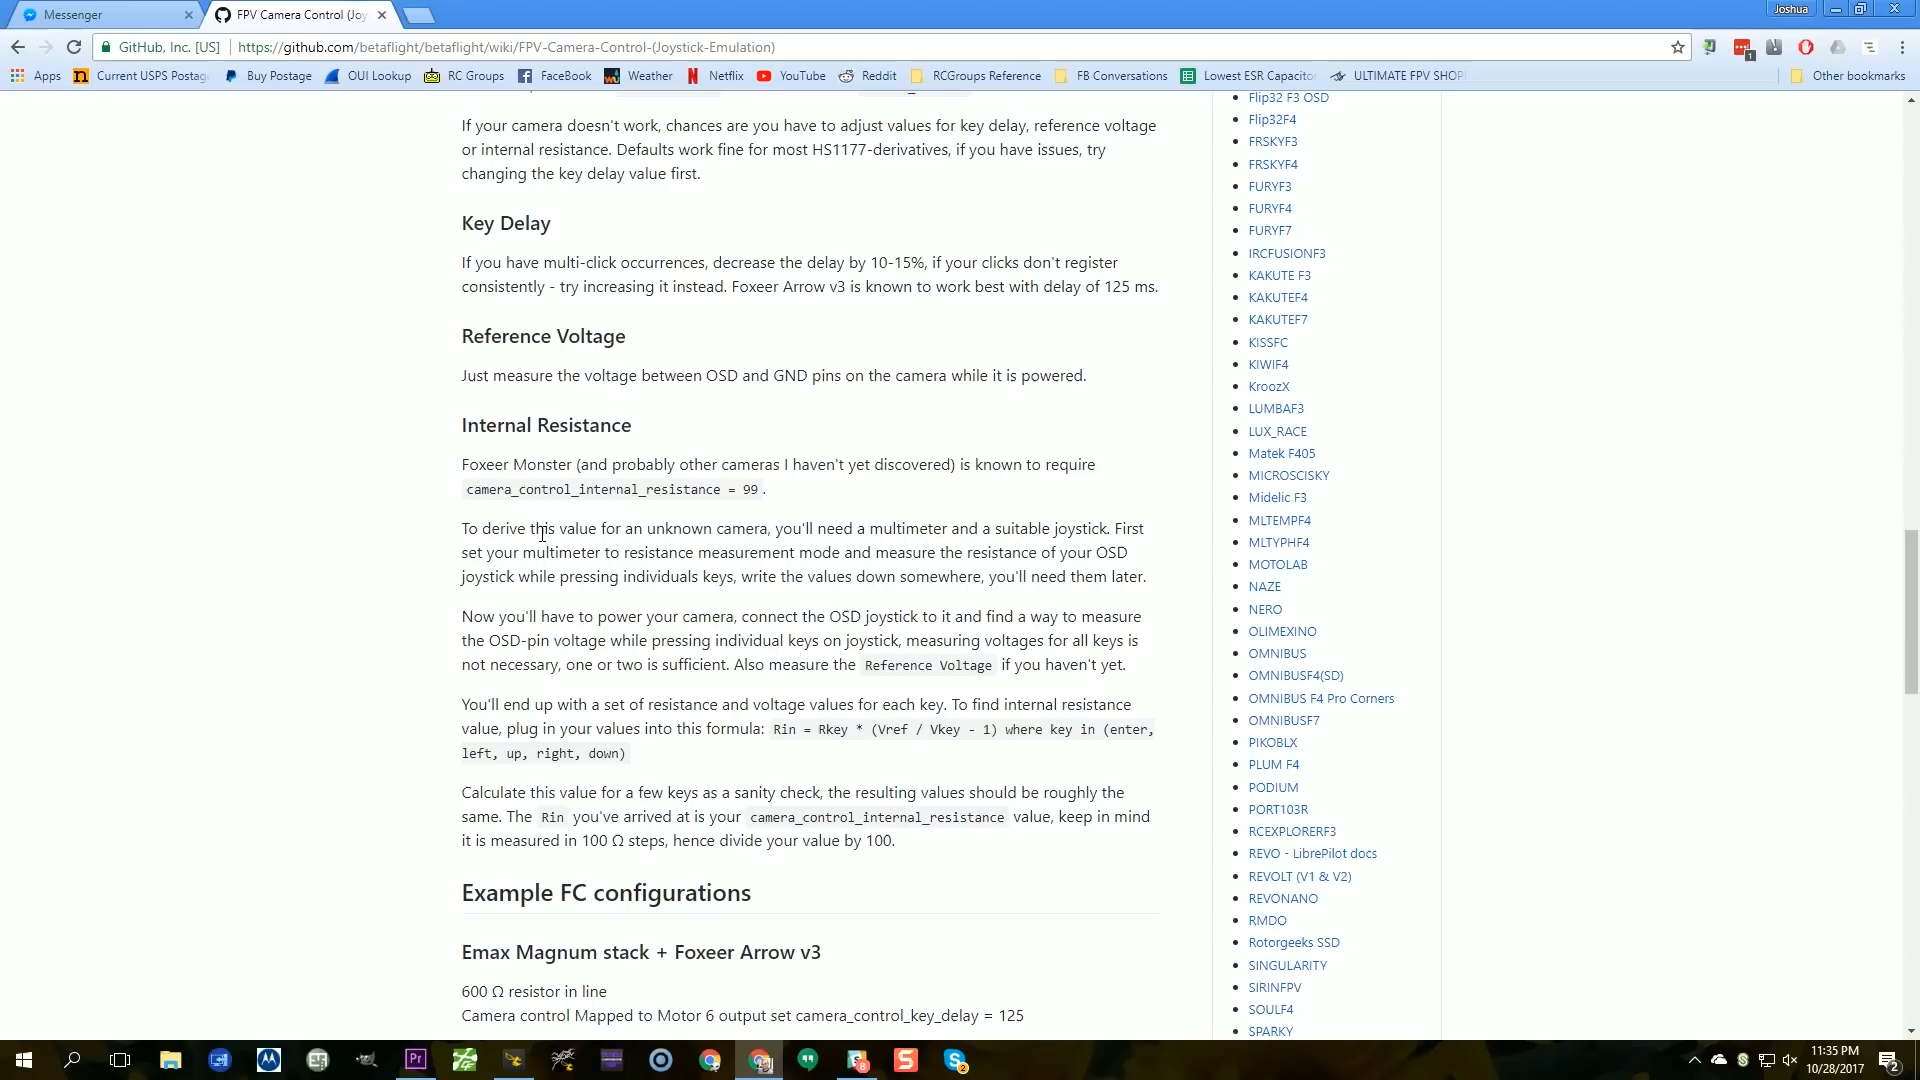 Messenger
FPV Camera Control (Joy
Joshua
GitHub, Inc. [US]
https://github.com/betaflight/betaflight/wiki/FPV-Camera-Control-(Joystick-Emulation)
1
Apps
Current USPS Postag
Buy Postage
OUI Lookup
RC Groups
FaceBook
Weather
Netflix
YouTube
Reddit
RCGroups Reference
FB Conversations
Lowest ESR Capacito
ULTIMATE FPV SHOP
Other bookmarks
If your camera doesn't work, chances are you have to adjust values for key delay, reference voltage
or internal resistance. Defaults work fine for most HS1177-derivatives, if you have issues, try
changing the key delay value first.
Key Delay
If you have multi-click occurrences, decrease the delay by 10-15%, if your clicks don't register
consistently - try increasing it instead. Foxeer Arrow v3 is known to work best with delay of 125 ms.
Reference Voltage
Just measure the voltage between OSD and GND pins on the camera while it is powered.
Internal Resistance
Foxeer Monster (and probably other cameras I haven't yet discovered) is known to require
camera_control_internal_resistance = 99.
To derive this value for an unknown camera, you'll need a multimeter and a suitable joystick. First
set your multimeter to resistance measurement mode and measure the resistance of your OSD
joystick while pressing individuals keys, write the values down somewhere, you'll need them later.
Now you'll have to power your camera, connect the OSD joystick to it and find a way to measure
the OSD-pin voltage while pressing individual keys on joystick, measuring voltages for all keys is
not necessary, one or two is sufficient. Also measure the Reference Voltage if you haven't yet.
You'll end up with a set of resistance and voltage values for each key. To find internal resistance
value, plug in your values into this formula: Rin = Rkey * (Vref / Vkey - 1) where key in (enter,
left, up, right, down)
Calculate this value for a few keys as a sanity check, the resulting values should be roughly the
same. The Rin you've arrived at is your camera_control_internal_resistance value, keep in mind
it is measured in 100 Ω steps, hence divide your value by 100.
Example FC configurations
Emax Magnum stack + Foxeer Arrow v3
600 Ω resistor in line
Camera control Mapped to Motor 6 output set camera_control_key_delay = 125
Flip32 F3 OSD
Flip32F4
FRSKYF3
FRSKYF4
FURYF3
FURYF4
FURYF7
IRCFUSIONF3
KAKUTE F3
KAKUTEF4
KAKUTEF7
KISSFC
KIWIF4
KroozX
LUMBAF3
LUX_RACE
Matek F405
MICROSCISKY
Midelic F3
MLTEMPF4
MLTYPHF4
MOTOLAB
NAZE
NERO
OLIMEXINO
OMNIBUS
OMNIBUSF4(SD)
OMNIBUS F4 Pro Corners
OMNIBUSF7
PIKOBLX
PLUM F4
PODIUM
PORT103R
RCEXPLORERF3
REVO - LibrePilot docs
REVOLT (V1 & V2)
REVONANO
RMDO
Rotorgeeks SSD
SINGULARITY
SIRINFPV
SOULF4
SPARKY
Pr
11:35 PM
10/28/2017
2